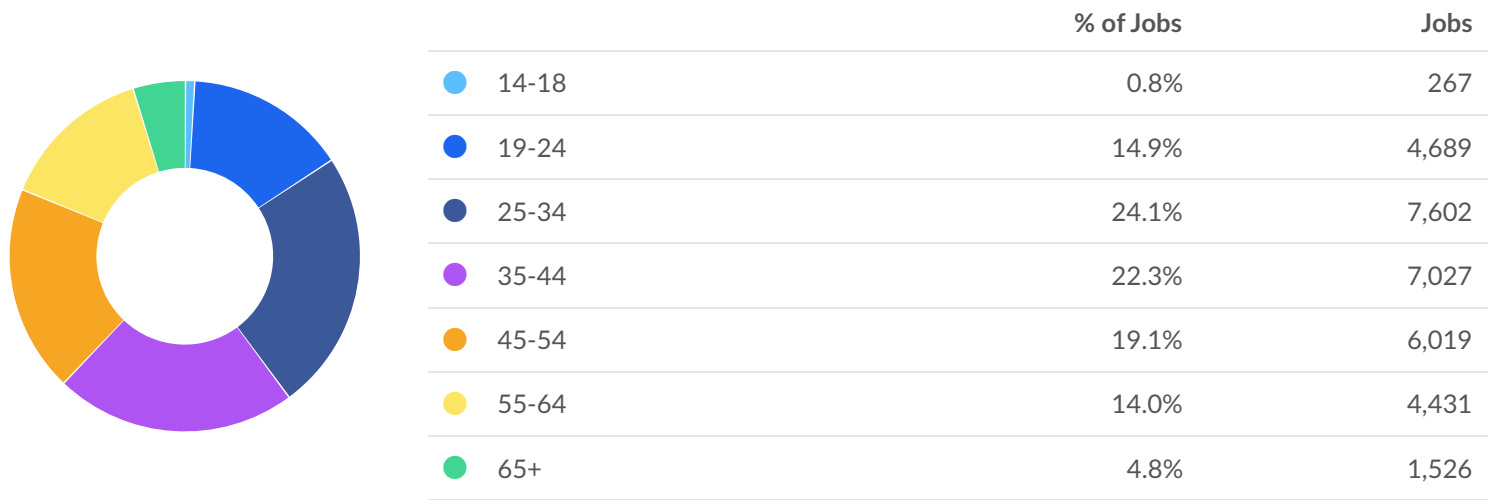 % of Jobs Jobs
14-18 0.8% 267
19-24 14.9% 4,689
25-34 24.1% 7,602
35-44 22.3% 7,027
45-54 19.1% 6,019
55-64 14.0% 4,431
65+ 4.8% 1,526